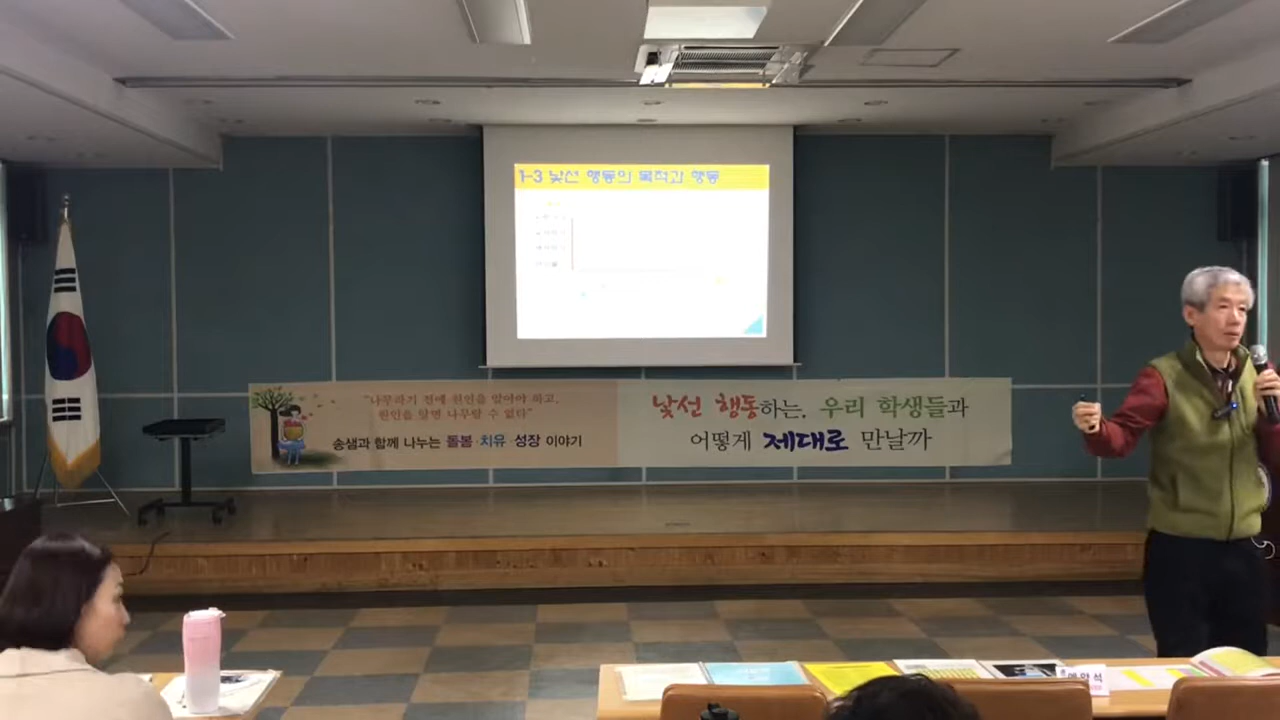 1-3 낯선 행동의 목적과 행동
"나무라기 전에 원인을 알아야 하고,
원인을 알면 나무랄 수 없다"
송샘과 함께 나누는 돌봄·치유·성장 이야기
낯선 행동하는, 우리 학생들과
어떻게 제대로 만날까